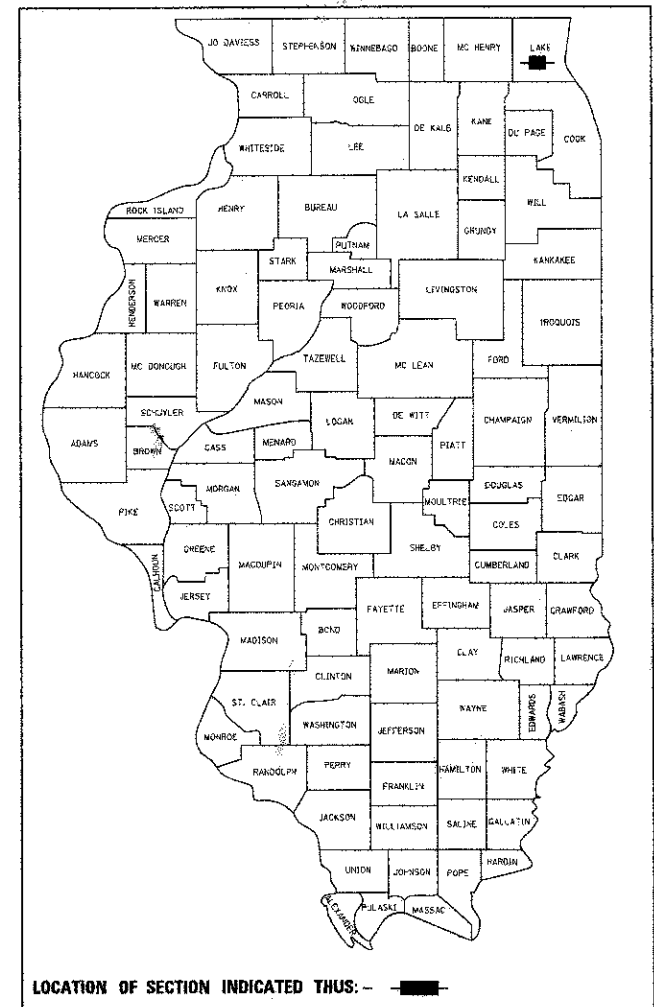 JO DAVIESS
STEPHENSON
WINNEBAGO
BOONE
MC HENRY
LAKE
CARROLL
OGLE
DE KALB
KANE
DU PAGE
COOK
WHITESIDE
LEE
KENDALL
WILL
ROCK ISLAND
HENRY
BUREAU
LA SALLE
GRUNDY
MERCER
PUTNAM
KANKAKEE
STARK
MARSHALL
HENDERSON
WARREN
KNOX
PEORIA
WOODFORD
LIVINGSTON
IROQUOIS
HANCOCK
MC DONOUGH
FULTON
TAZEWELL
MC LEAN
FORD
MASON
SCHUYLER
LOGAN
DE WITT
CHAMPAIGN
VERMILION
ADAMS
BROWN
CASS
MENARD
PIATT
MACON
PIKE
SCOTT
MORGAN
SANGAMON
MOULTRIE
DOUGLAS
EDGAR
CHRISTIAN
COLES
CALHOUN
GREENE
MACOUPIN
MONTGOMERY
SHELBY
CUMBERLAND
CLARK
JERSEY
FAYETTE
EFFINGHAM
JASPER
CRAWFORD
MADISON
BOND
CLAY
RICHLAND
LAWRENCE
CLINTON
MARION
ST. CLAIR
WAYNE
EDWARDS
WABASH
MONROE
WASHINGTON
JEFFERSON
RANDOLPH
PERRY
HAMILTON
WHITE
FRANKLIN
JACKSON
WILLIAMSON
SALINE
GALLATIN
UNION
JOHNSON
POPE
HARDIN
ALEXANDER
PULASKI
MASSAC
LOCATION OF SECTION INDICATED THUS: -